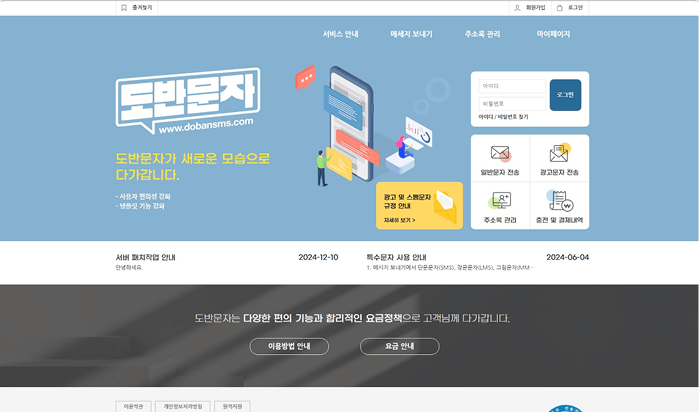 즐겨찾기
회원가입
로그인
서비스 안내
메세지 보내기
주소록 관리
마이페이지
도반문자
www.dobansms.com
도반문자가 새로운 모습으로
다가갑니다.
- 사용자 편의성 강화
- 템플릿 기능 강화
아이디
비밀번호
로그인
아이디 / 비밀번호 찾기
광고 및 스팸문자
규정 안내
자세히 보기 >
일반문자 전송
광고문자 전송
주소록 관리
충전 및 결제내역
서버 패치작업 안내
2024-12-10
안녕하세요.
특수문자 사용 안내
2024-06-04
1. 메시지 보내기에서 단문문자(SMS), 장문문자(LMS), 그림문자(MM…
도반문자는 다양한 편의 기능과 합리적인 요금정책으로 고객님께 다가갑니다.
이용방법 안내
요금 안내
이용약관
개인정보처리방침
원격지원